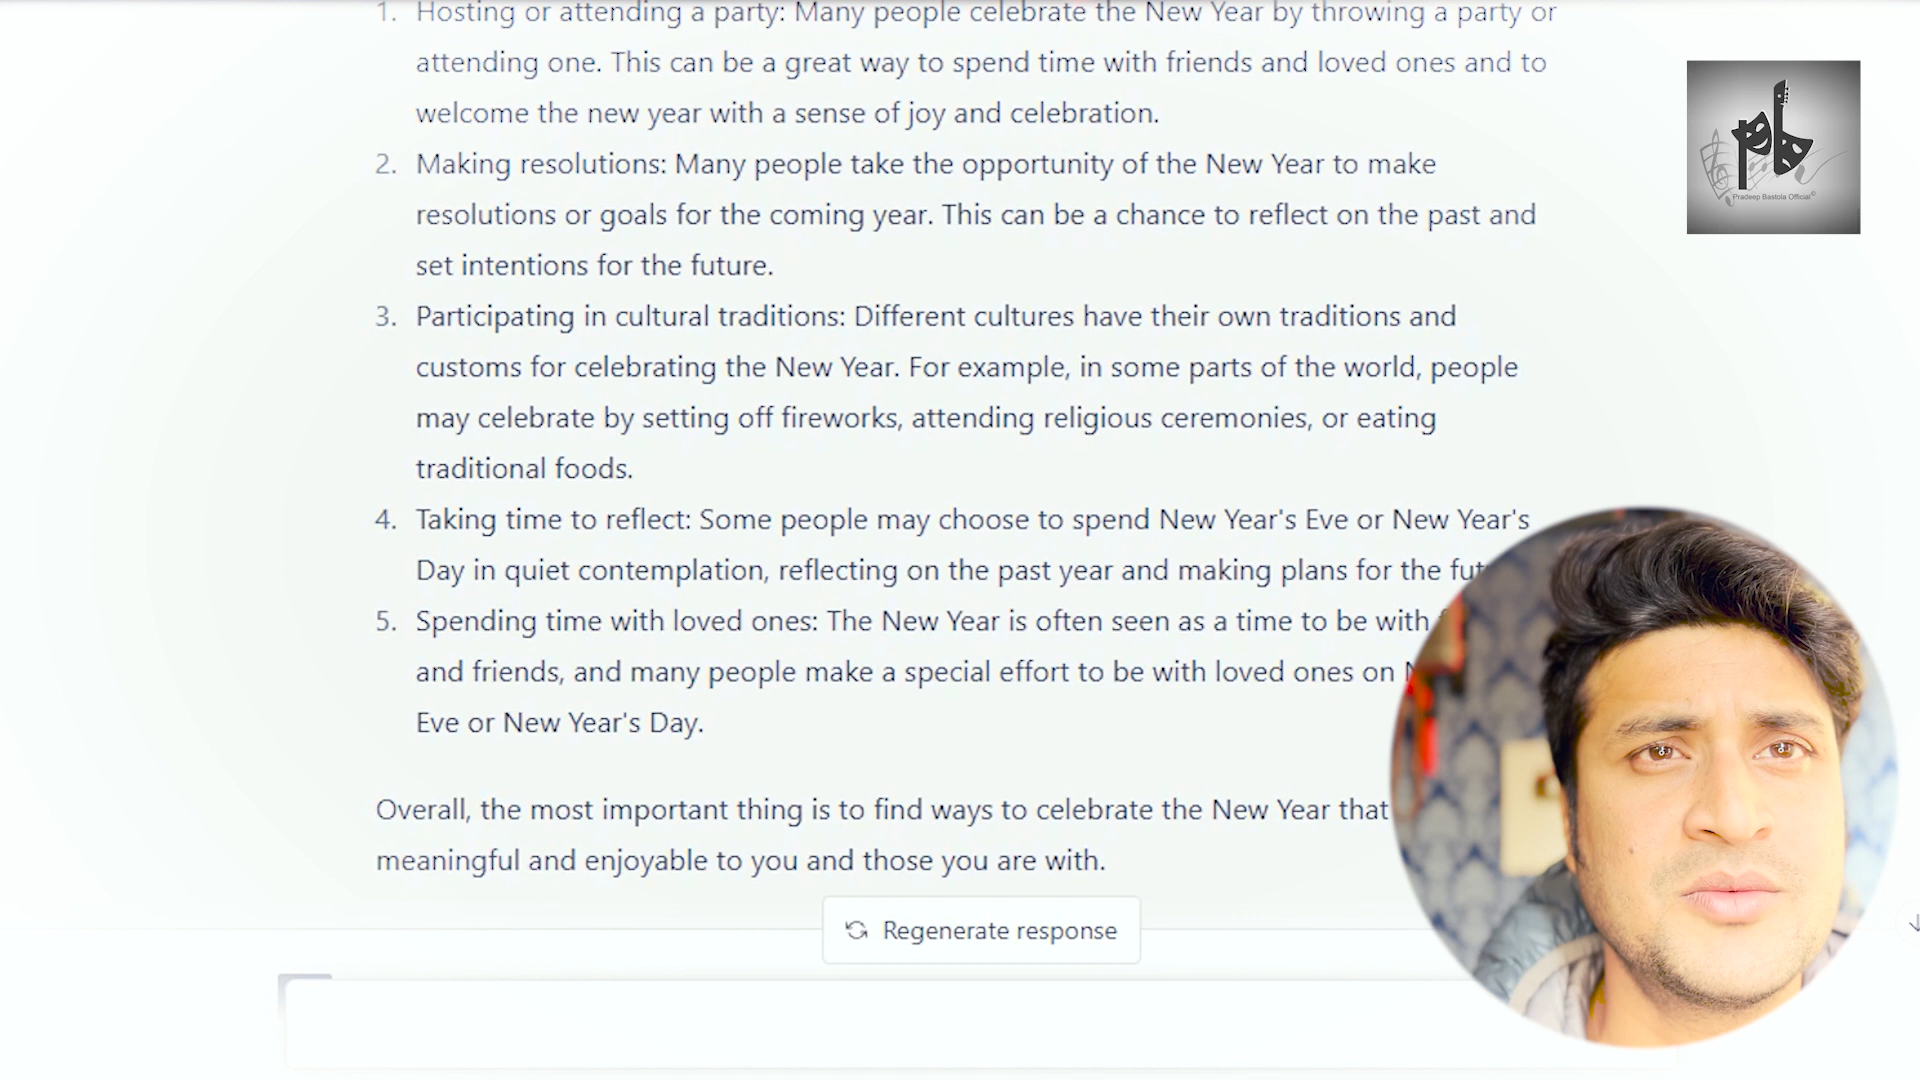 1. Hosting or attending a party: Many people celebrate the New Year by throwing a party or
attending one. This can be a great way to spend time with friends and loved ones and to
welcome the new year with a sense of joy and celebration.
2. Making resolutions: Many people take the opportunity of the New Year to make
resolutions or goals for the coming year. This can be a chance to reflect on the past and
set intentions for the future.
3. Participating in cultural traditions: Different cultures have their own traditions and
customs for celebrating the New Year. For example, in some parts of the world, people
may celebrate by setting off fireworks, attending religious ceremonies, or eating
traditional foods.
4. Taking time to reflect: Some people may choose to spend New Year's Eve or New Year's
Day in quiet contemplation, reflecting on the past year and making plans for the
5. Spending time with loved ones: The New Year is often seen as a time to be with
and friends, and many people make a special effort to be with loved ones on
Eve or New Year's Day.
Overall, the most important thing is to find ways to celebrate the New Year that
meaningful and enjoyable to you and those you are with.
Regenerate response
pb
Pradeep Bastola Official©